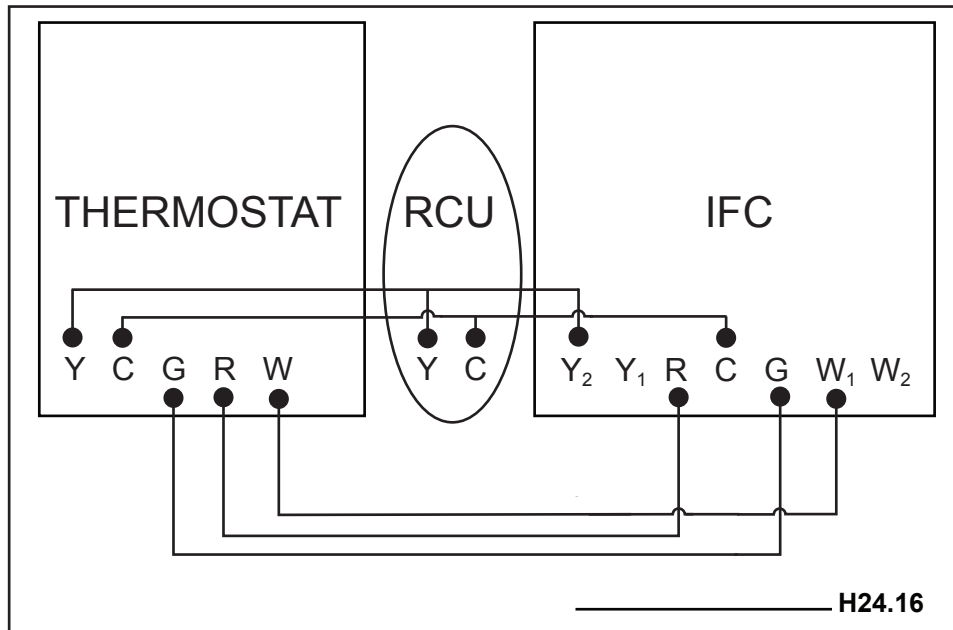 THERMOSTAT RCU IFC
Y C G R W Y C Y₂ Y₁ R C G W₁ W₂
H24.16